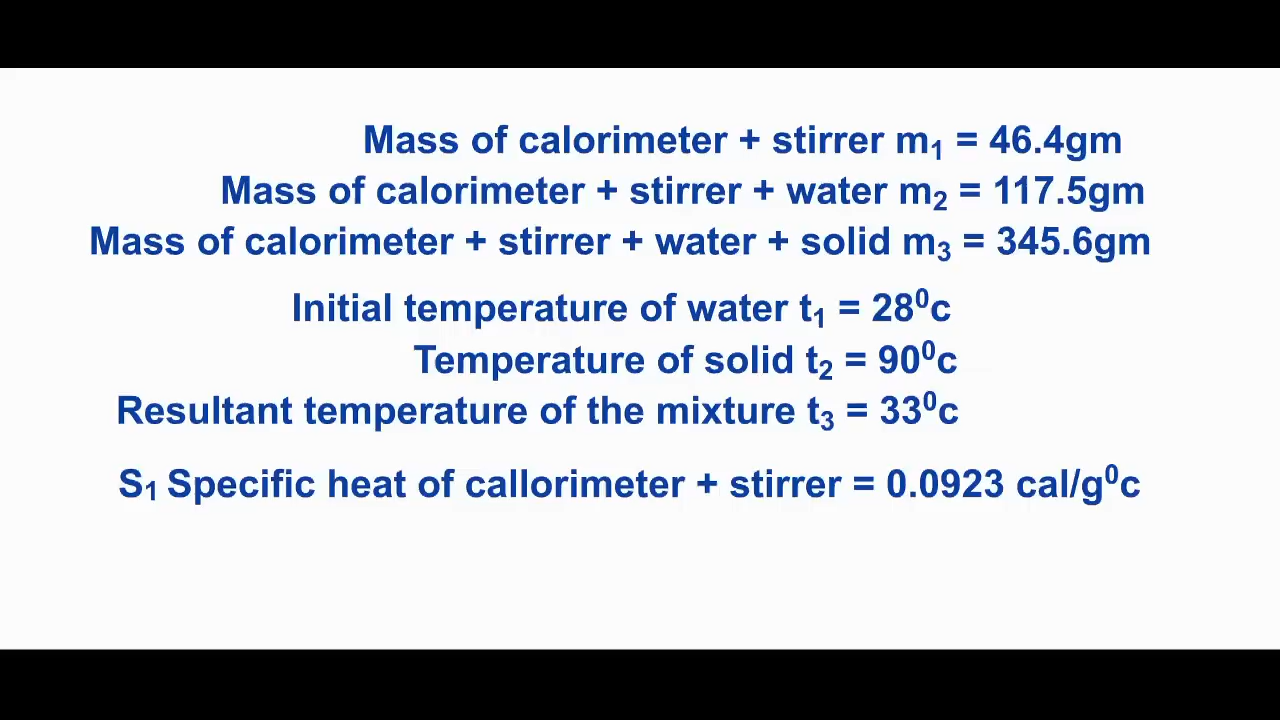 Mass of calorimeter + stirrer m₁ = 46.4gm
Mass of calorimeter + stirrer + water m₂ = 117.5gm
Mass of calorimeter + stirrer + water + solid m₃ = 345.6gm
Initial temperature of water t₁ = 28⁰c
Temperature of solid t₂ = 90⁰c
Resultant temperature of the mixture t₃ = 33⁰c
S₁ Specific heat of callorimeter + stirrer = 0.0923 cal/g⁰c